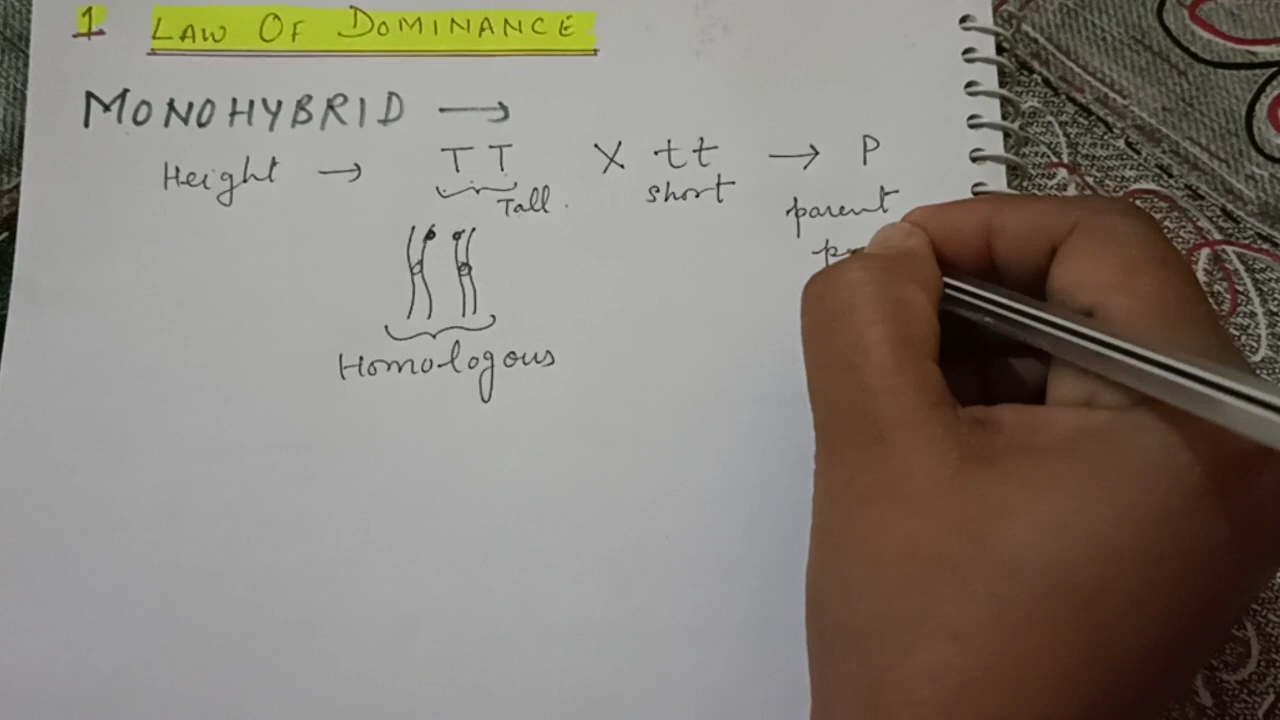 1 LAW OF DOMINANCE
MONOHYBRID →
Height → TT X tt → P
Tall. short parent
Homologous